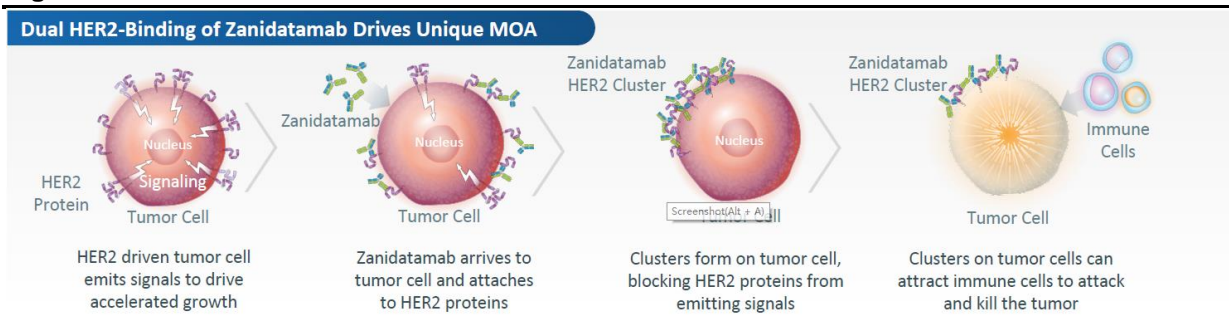 Dual HER2-Binding of Zanidatamab Drives Unique MOA
HER2
Protein
Nucleus
Signaling
Tumor Cell
HER2 driven tumor cell
emits signals to drive
accelerated growth
Zanidatamab
Nucleus
Tumor Cell
Zanidatamab arrives to
tumor cell and attaches
to HER2 proteins
Zanidatamab
HER2 Cluster
Nucleus
Screenshot(Alt + A)
Tumor Cell
Clusters form on tumor cell,
blocking HER2 proteins from
emitting signals
Zanidatamab
HER2 Cluster
Immune
Cells
Tumor Cell
Clusters on tumor cells can
attract immune cells to attack
and kill the tumor